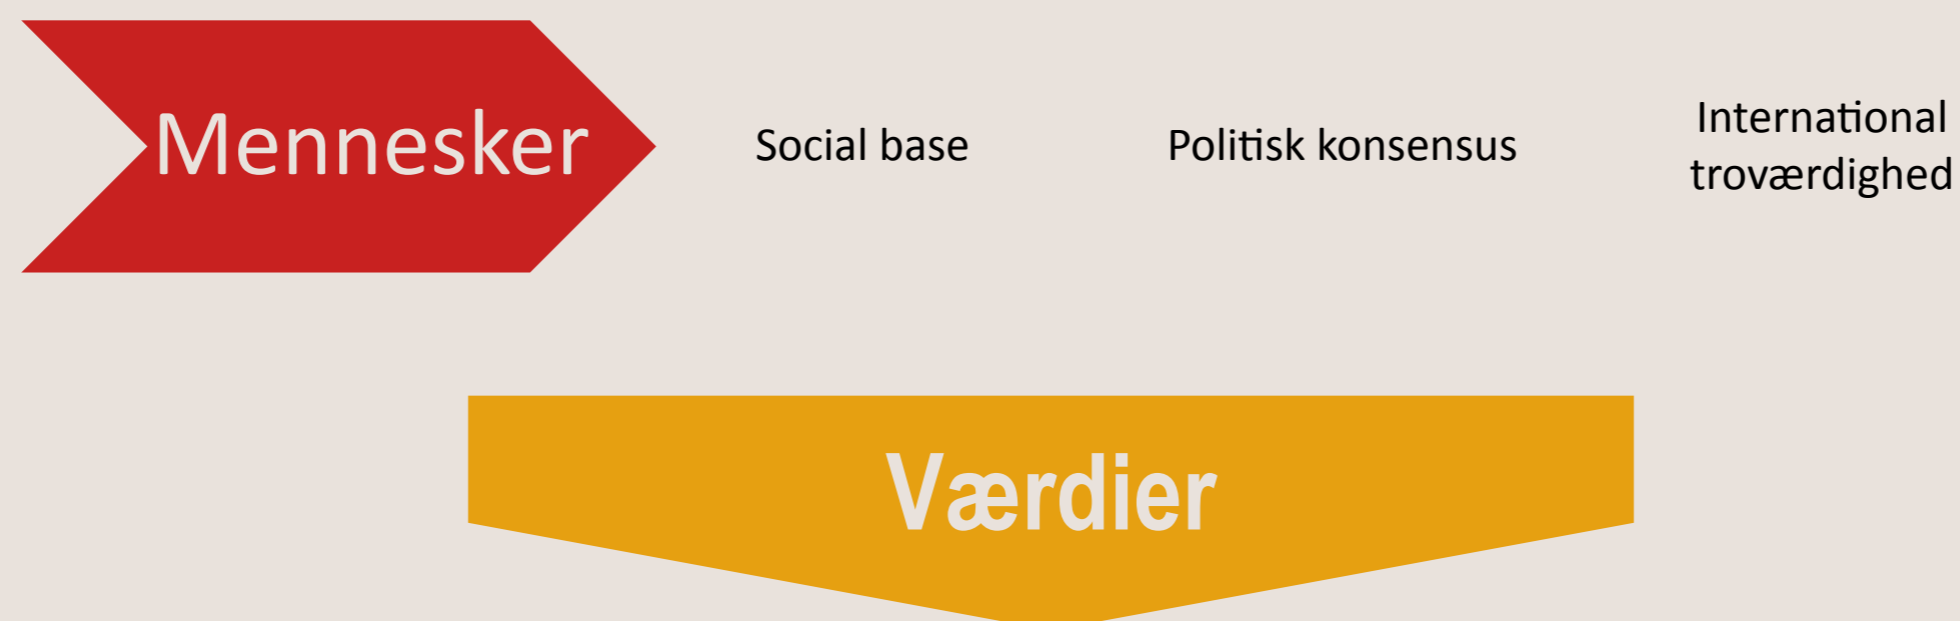 Mennesker
Social base
Politisk konsensus
International
troværdighed
Værdier